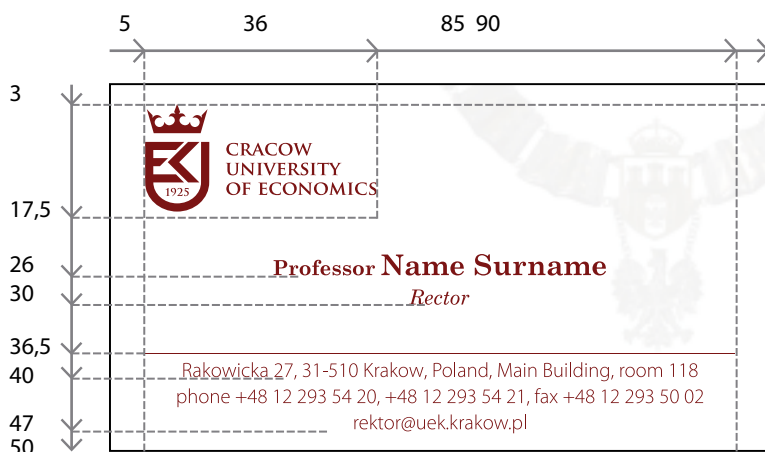 5 36 85 90
3
CRACOW
UNIVERSITY
OF ECONOMICS
1925
17,5
26
Professor Name Surname
30
Rector
36,5
Rakowicka 27, 31-510 Krakow, Poland, Main Building, room 118
40
phone +48 12 293 54 20, +48 12 293 54 21, fax +48 12 293 50 02
47
rektor@uek.krakow.pl
50